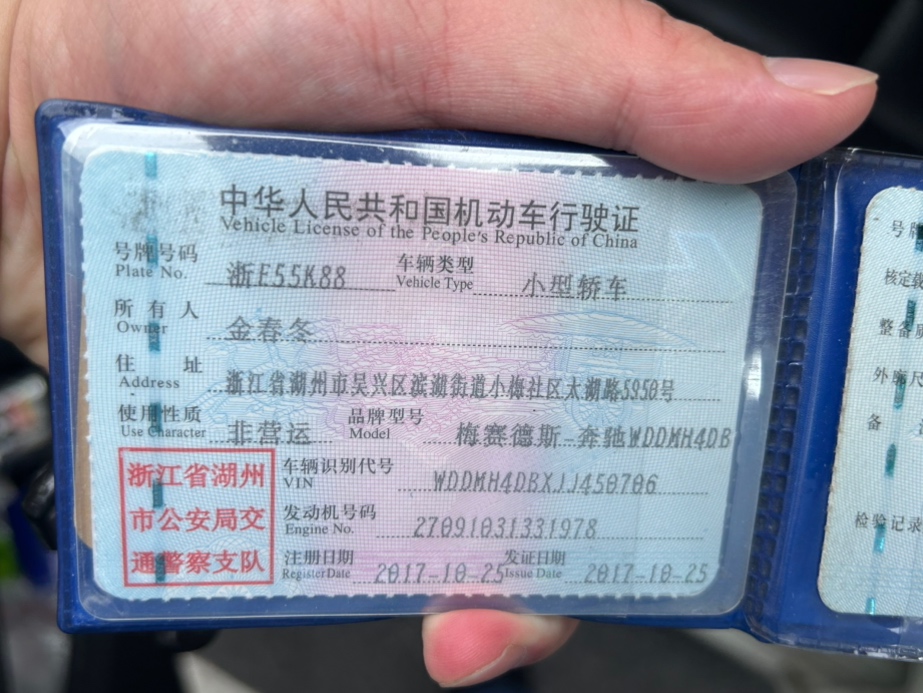 中华人民共和国机动车行驶证
Vehicle License of the People's Republic of China
号牌号码 浙E55K88 车辆类型 小型轿车
Plate No. Vehicle Type
所有人 金春冬
Owner
住址 浙江省湖州市吴兴区滨湖街道小梅社区太湖路5950号
Address
使用性质 非营运 品牌型号 梅赛德斯-奔驰WDDMH4DB
Use Character Model
浙江省湖州
市公安局交
通警察支队
车辆识别代号 WDDMH4DBXJJ450706
VIN
发动机号码 27091031331978
Engine No.
注册日期 2017-10-25 发证日期 2017-10-25
Register Date Issue Date
号牌
核定载
整备质
外廓尺
备
检验记录